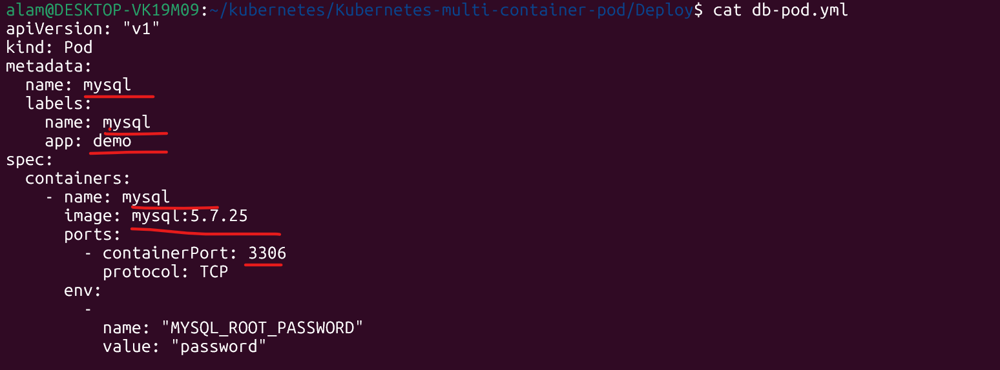 alam@DESKTOP-VK19M09:~/kubernetes/Kubernetes-multi-container-pod/Deploy$ cat db-pod.yml
apiVersion: "v1"
kind: Pod
metadata:
  name: mysql
  labels:
    name: mysql
    app: demo
spec:
  containers:
    - name: mysql
      image: mysql:5.7.25
      ports:
        - containerPort: 3306
          protocol: TCP
      env:
        -
          name: "MYSQL_ROOT_PASSWORD"
          value: "password"